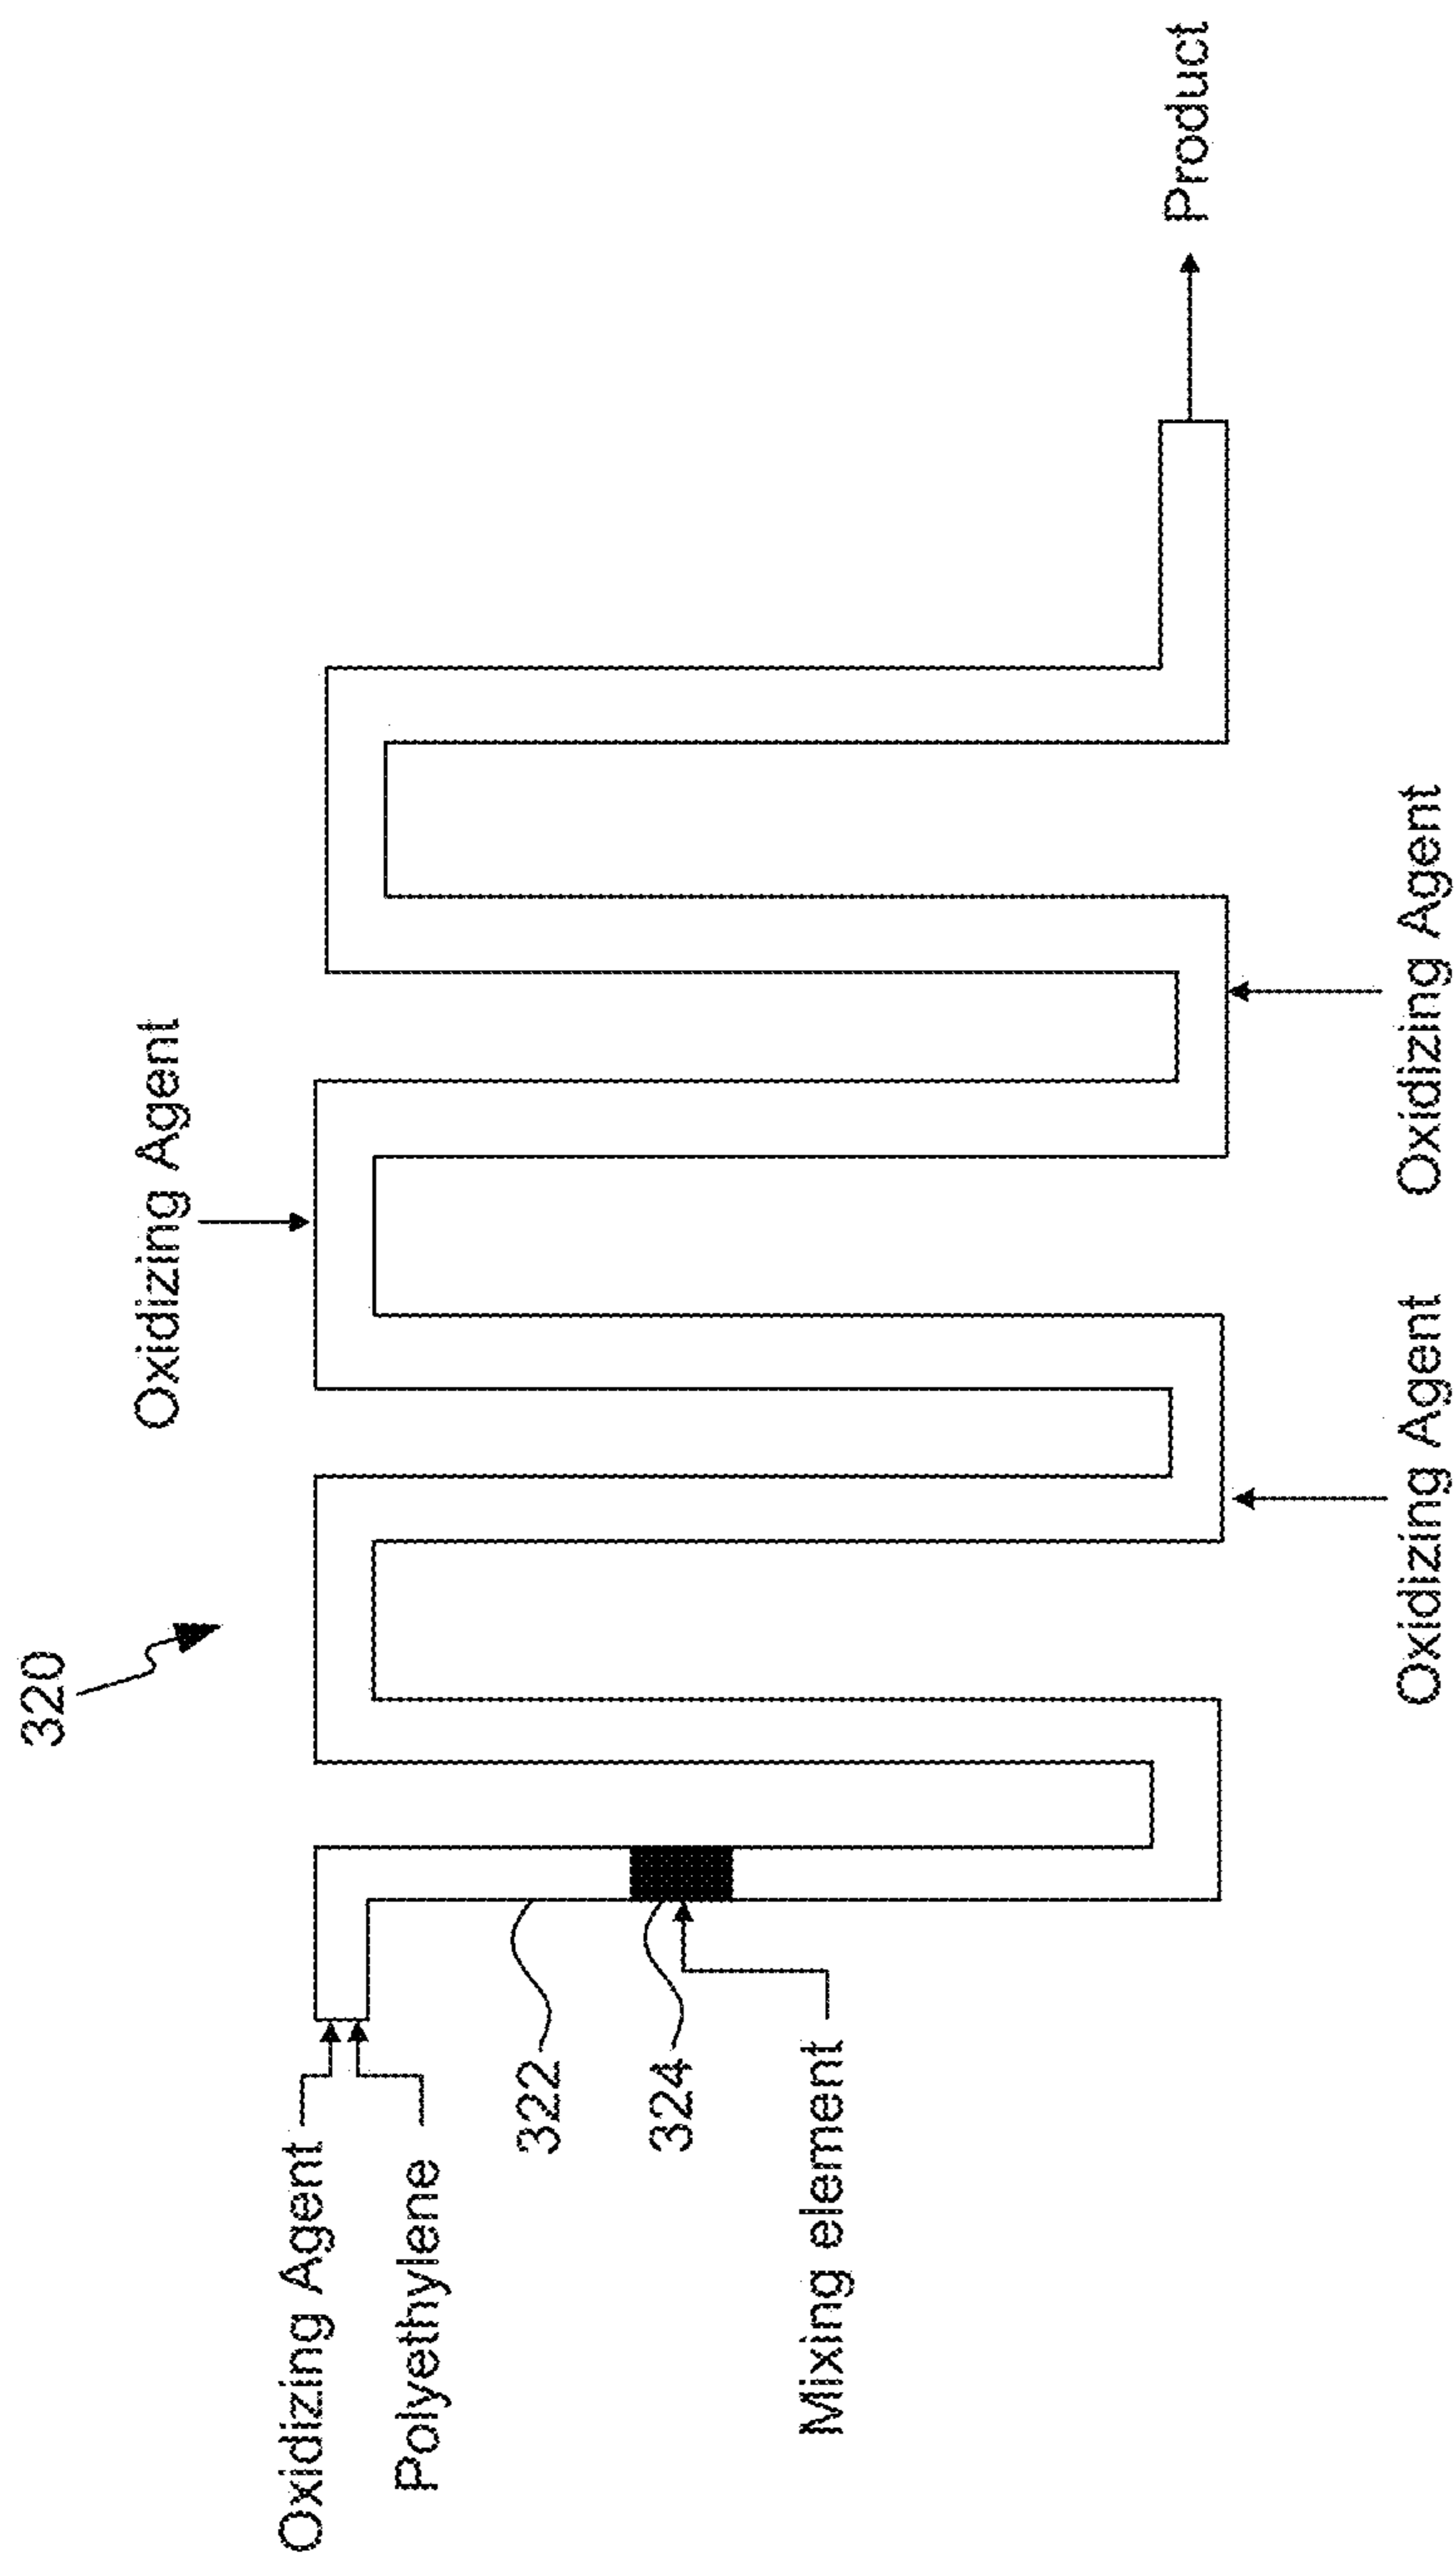 320
Oxidizing Agent
Oxidizing Agent
Polyethylene
322
324
Mixing element
Product
Oxidizing Agent
Oxidizing Agent